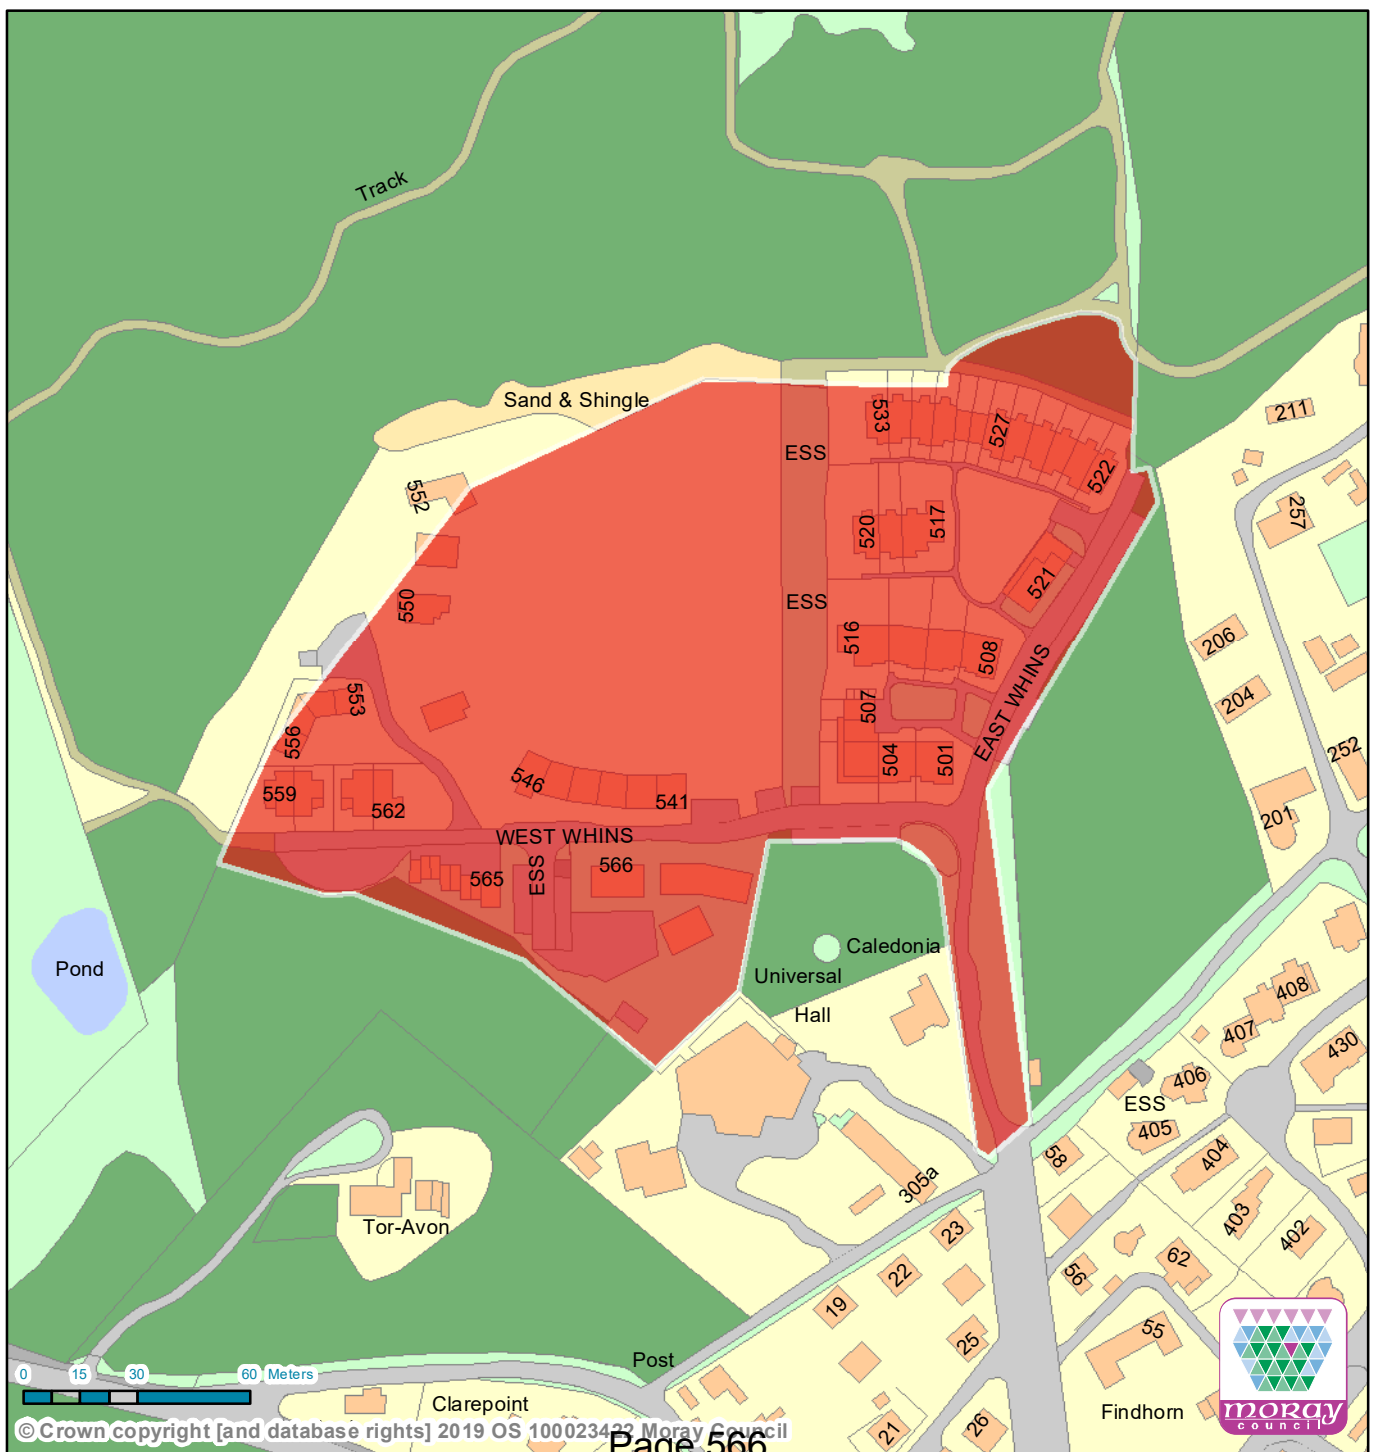 Track
Sand & Shingle
552
550
553
556
559
562
546
541
WEST WHINS
ESS
565
566
ESS
ESS
533
527
522
520
517
521
516
508
507
504
501
EAST WHINS
211
257
206
204
252
201
Pond
Caledonia
Universal
Hall
408
407
430
406
ESS
405
404
403
402
58
305a
23
22
19
25
56
62
55
21
26
Tor-Avon
Post
Clarepoint
Findhorn
0 15 30 60 Meters
© Crown copyright [and database rights] 2019 OS 100023422 Moray Council
Page 566
moray
council